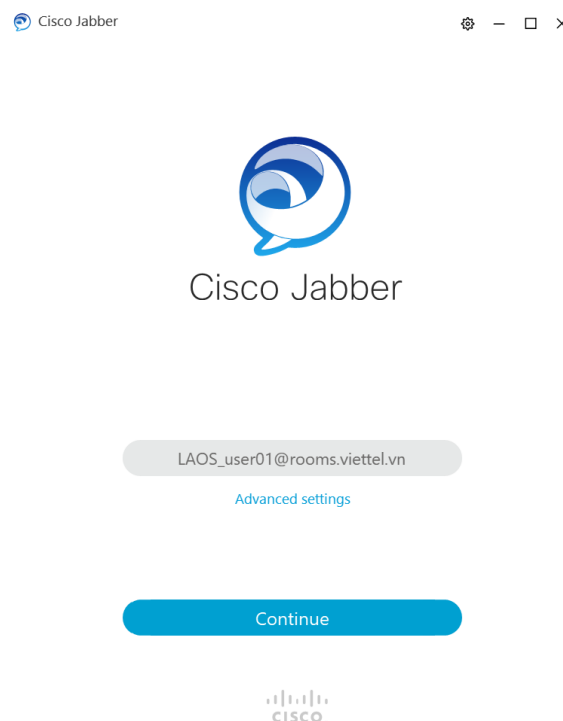 Cisco Jabber
Cisco Jabber
LAOS_user01@rooms.viettel.vn
Advanced settings
Continue
CISCO